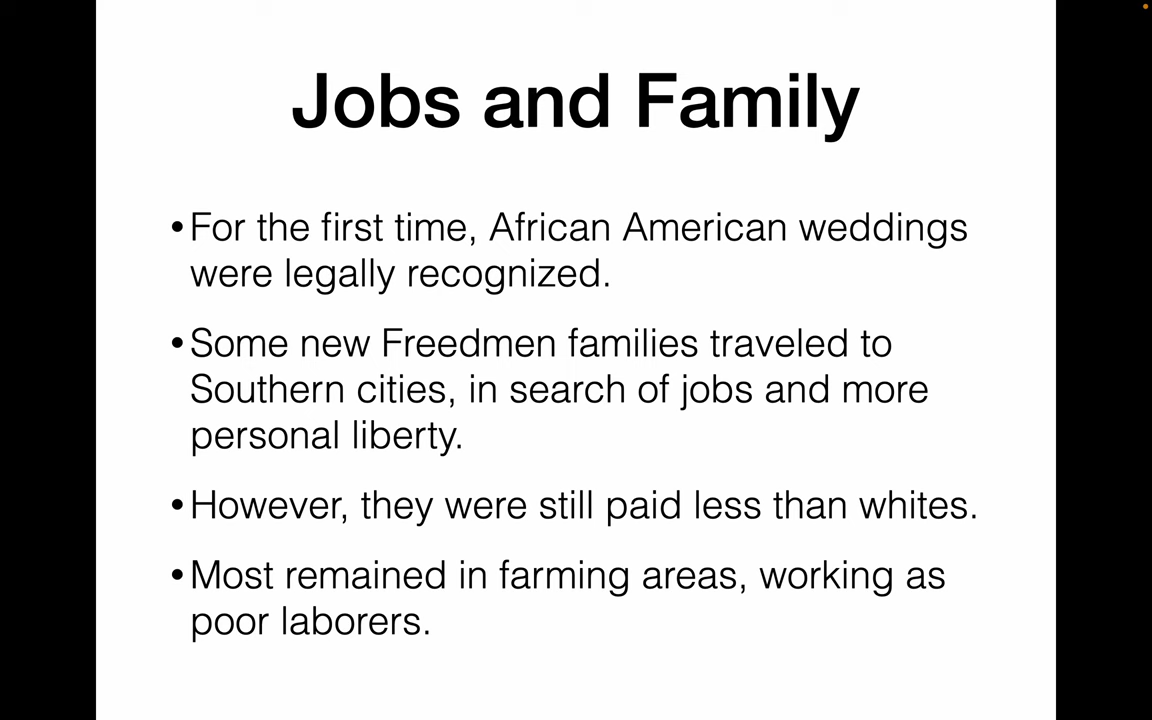 Jobs and Family
•For the first time, African American weddings
were legally recognized.
•Some new Freedmen families traveled to
Southern cities, in search of jobs and more
personal liberty.
•However, they were still paid less than whites.
•Most remained in farming areas, working as
poor laborers.